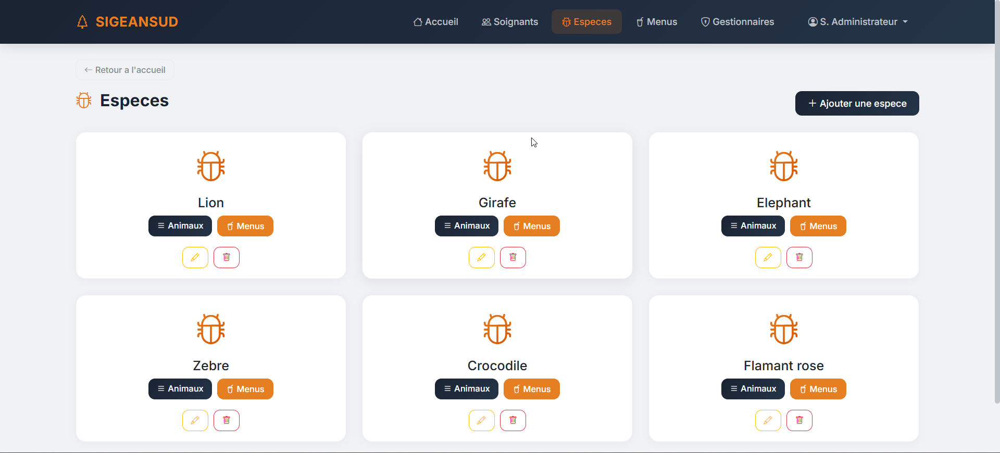 SIGEANSUD
Accueil
Soignants
Especes
Menus
Gestionnaires
S. Administrateur
← Retour a l'accueil
Especes
+ Ajouter une espece
Lion
Animaux
Menus
Girafe
Animaux
Menus
Elephant
Animaux
Menus
Zebre
Animaux
Menus
Crocodile
Animaux
Menus
Flamant rose
Animaux
Menus